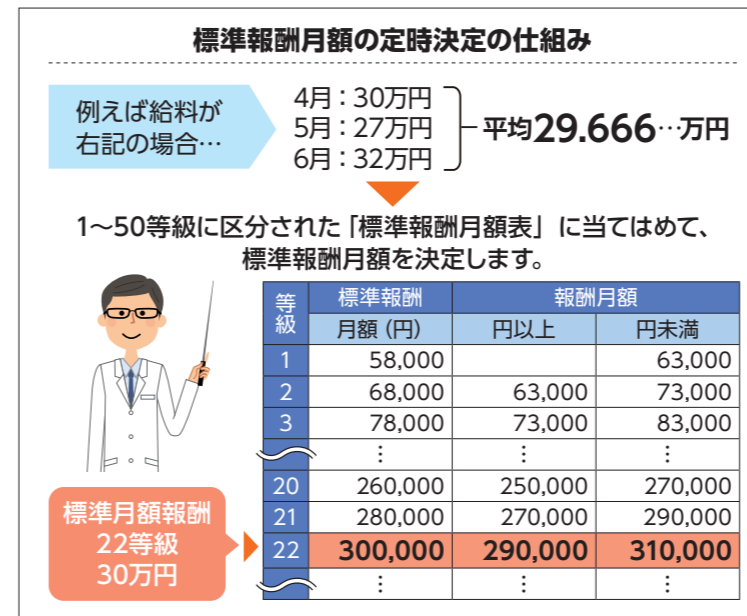 標準報酬月額の定時決定の仕組み
例えば給料が
右記の場合…
4月：30万円
5月：27万円
6月：32万円
平均29.666…万円
1〜50等級に区分された「標準報酬月額表」に当てはめて、
標準報酬月額を決定します。
等級 標準報酬 報酬月額
月額（円） 円以上 円未満
1 58,000 63,000
2 68,000 63,000 73,000
3 78,000 73,000 83,000
⋮ ⋮ ⋮
20 260,000 250,000 270,000
21 280,000 270,000 290,000
22 300,000 290,000 310,000
⋮ ⋮ ⋮
標準月額報酬
22等級
30万円